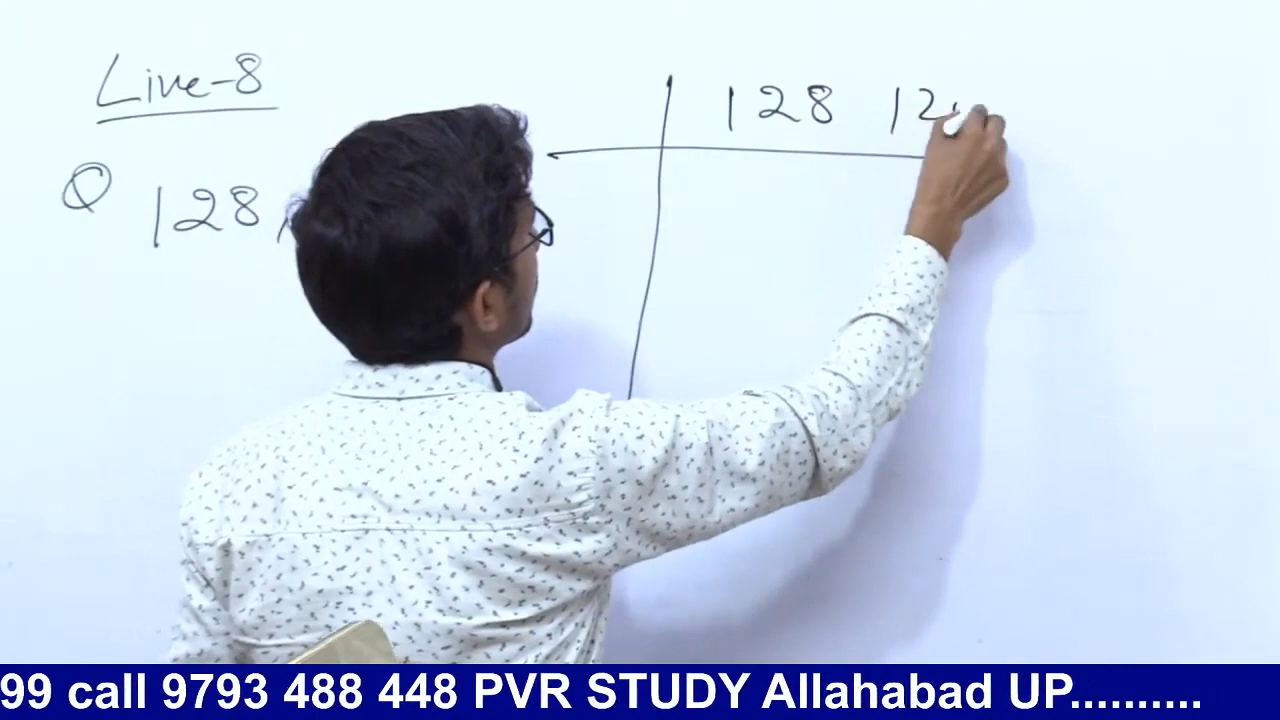 Live-8
128 12
Q 128,
99 call 9793 488 448 PVR STUDY Allahabad UP..........